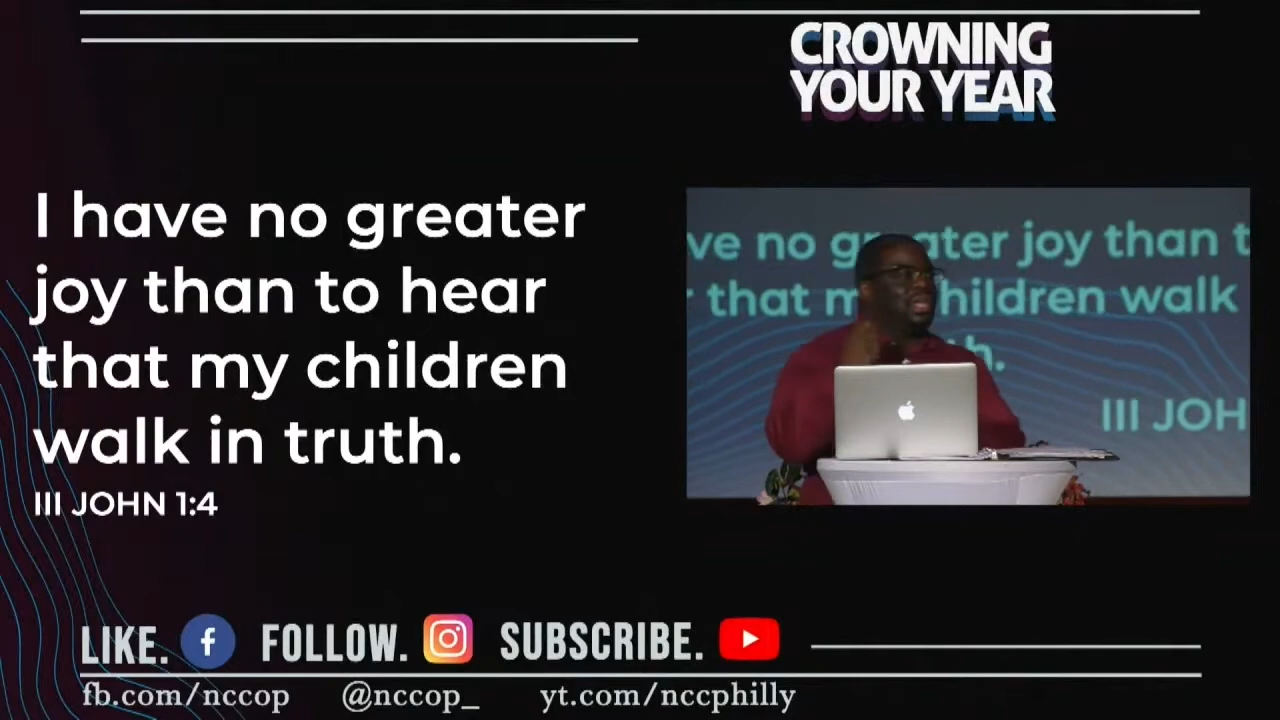 CROWNING
YOUR YEAR
I have no greater
joy than to hear
that my children
walk in truth.
III JOHN 1:4
ve no gr ater joy than t
that m hildren walk
h.
III JOH
LIKE. FOLLOW. SUBSCRIBE.
fb.com/nccop @nccop_ yt.com/nccphilly